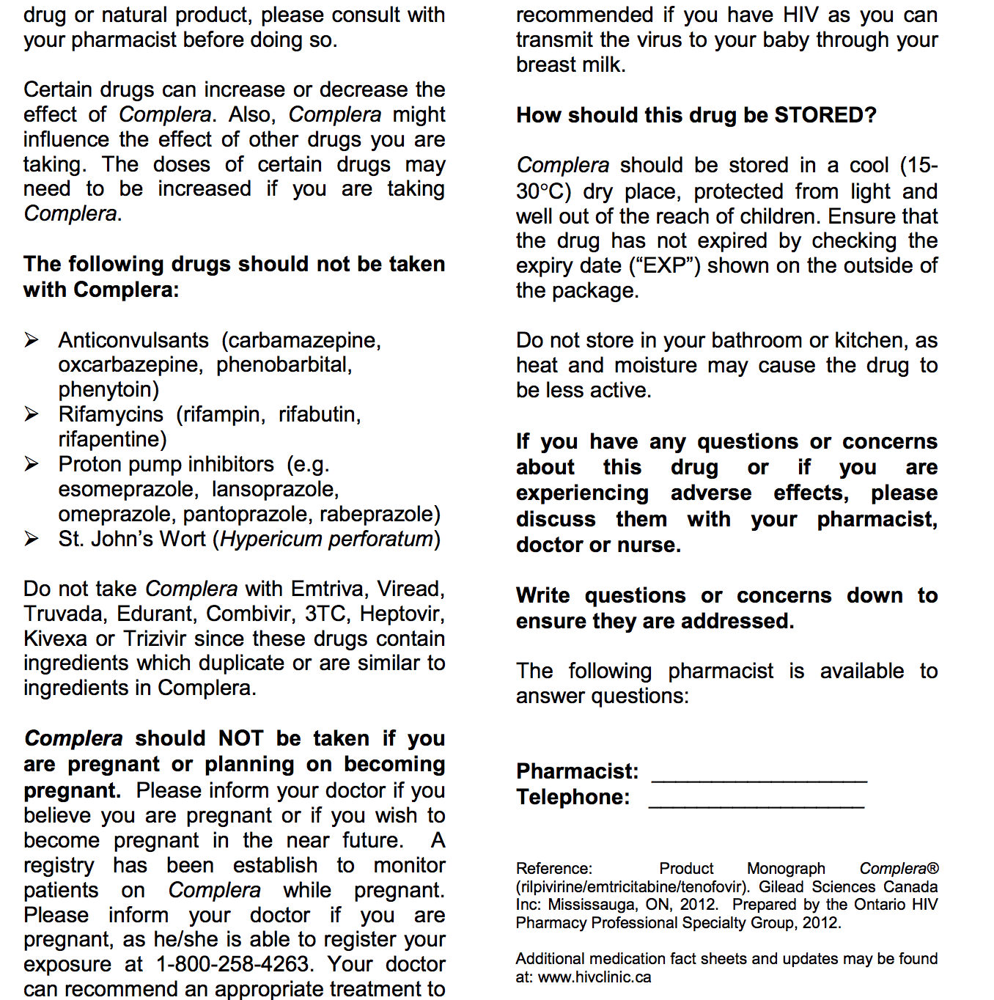 drug or natural product, please consult with
your pharmacist before doing so.
Certain drugs can increase or decrease the
effect of Complera. Also, Complera might
influence the effect of other drugs you are
taking. The doses of certain drugs may
need to be increased if you are taking
Complera.
The following drugs should not be taken
with Complera:
➢ Anticonvulsants (carbamazepine,
oxcarbazepine, phenobarbital,
phenytoin)
➢ Rifamycins (rifampin, rifabutin,
rifapentine)
➢ Proton pump inhibitors (e.g.
esomeprazole, lansoprazole,
omeprazole, pantoprazole, rabeprazole)
➢ St. John’s Wort (Hypericum perforatum)
Do not take Complera with Emtriva, Viread,
Truvada, Edurant, Combivir, 3TC, Heptovir,
Kivexa or Trizivir since these drugs contain
ingredients which duplicate or are similar to
ingredients in Complera.
Complera should NOT be taken if you
are pregnant or planning on becoming
pregnant. Please inform your doctor if you
believe you are pregnant or if you wish to
become pregnant in the near future. A
registry has been establish to monitor
patients on Complera while pregnant.
Please inform your doctor if you are
pregnant, as he/she is able to register your
exposure at 1-800-258-4263. Your doctor
can recommend an appropriate treatment to
recommended if you have HIV as you can
transmit the virus to your baby through your
breast milk.
How should this drug be STORED?
Complera should be stored in a cool (15-
30°C) dry place, protected from light and
well out of the reach of children. Ensure that
the drug has not expired by checking the
expiry date (“EXP”) shown on the outside of
the package.
Do not store in your bathroom or kitchen, as
heat and moisture may cause the drug to
be less active.
If you have any questions or concerns
about this drug or if you are
experiencing adverse effects, please
discuss them with your pharmacist,
doctor or nurse.
Write questions or concerns down to
ensure they are addressed.
The following pharmacist is available to
answer questions:
Pharmacist: __________________
Telephone: __________________
Reference: Product Monograph Complera®
(rilpivirine/emtricitabine/tenofovir). Gilead Sciences Canada
Inc: Mississauga, ON, 2012. Prepared by the Ontario HIV
Pharmacy Professional Specialty Group, 2012.
Additional medication fact sheets and updates may be found
at: www.hivclinic.ca